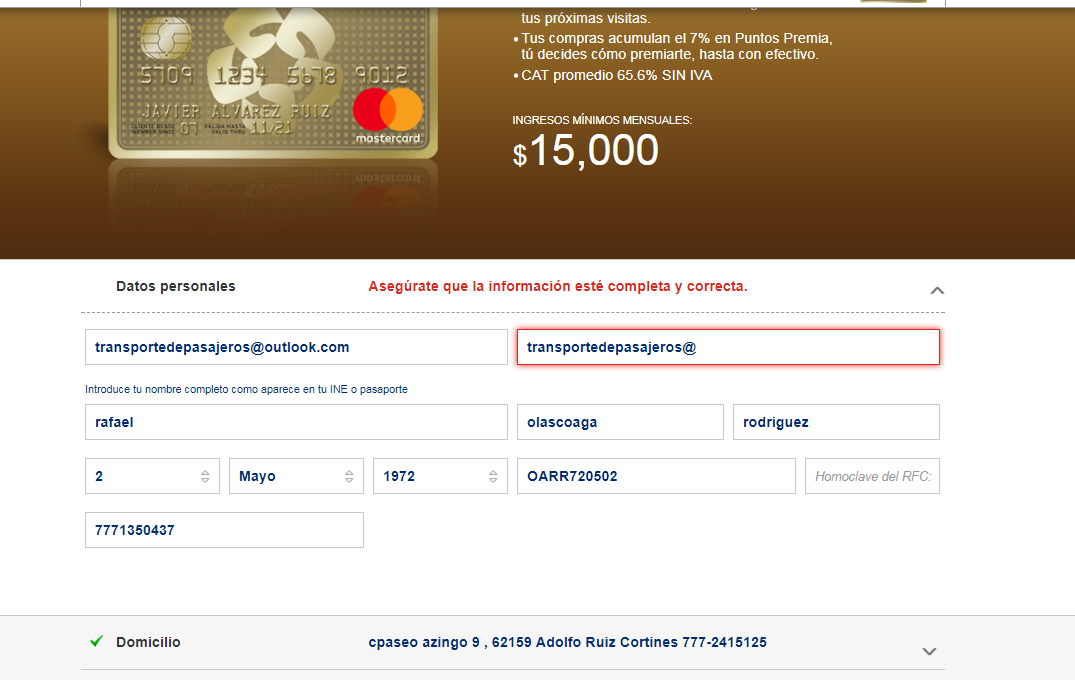 tus próximas visitas.
• Tus compras acumulan el 7% en Puntos Premia,
tú decides cómo premiarte, hasta con efectivo.
• CAT promedio 65.6% SIN IVA
5709 1234 5678 9012
JAVIER ALVAREZ RUIZ
CLIENTE DESDE
MEMBER SINCE 07 VÁLIDA HASTA
VALID THRU 11/21
mastercard
INGRESOS MÍNIMOS MENSUALES:
$15,000
Datos personales
Asegúrate que la información esté completa y correcta.
transportedepasajeros@outlook.com
transportedepasajeros@
Introduce tu nombre completo como aparece en tu INE o pasaporte
rafael
olascoaga
rodriguez
2
Mayo
1972
OARR720502
Homoclave del RFC:
7771350437
Domicilio
cpaseo azingo 9 , 62159 Adolfo Ruiz Cortines 777-2415125